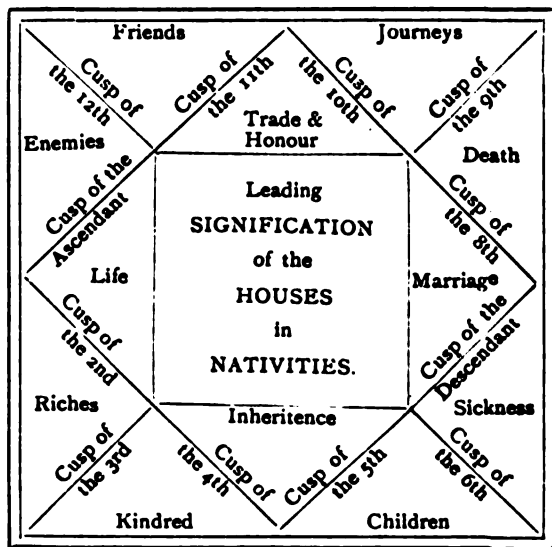 Friends
Journeys
Cusp of
the 12th
Cusp of
the 11th
Cusp of
the 10th
Cusp of
the 9th
Enemies
Trade &
Honour
Death
Cusp of the
Ascendant
Cusp of
the 8th
Leading
SIGNIFICATION
of the
HOUSES
in
NATIVITIES.
Life
Marriage
Cusp of
the 2nd
Cusp of the
Descendant
Riches
Inheritence
Sickness
Cusp of
the 3rd
Cusp of
the 4th
Cusp of
the 5th
Cusp of
the 6th
Kindred
Children